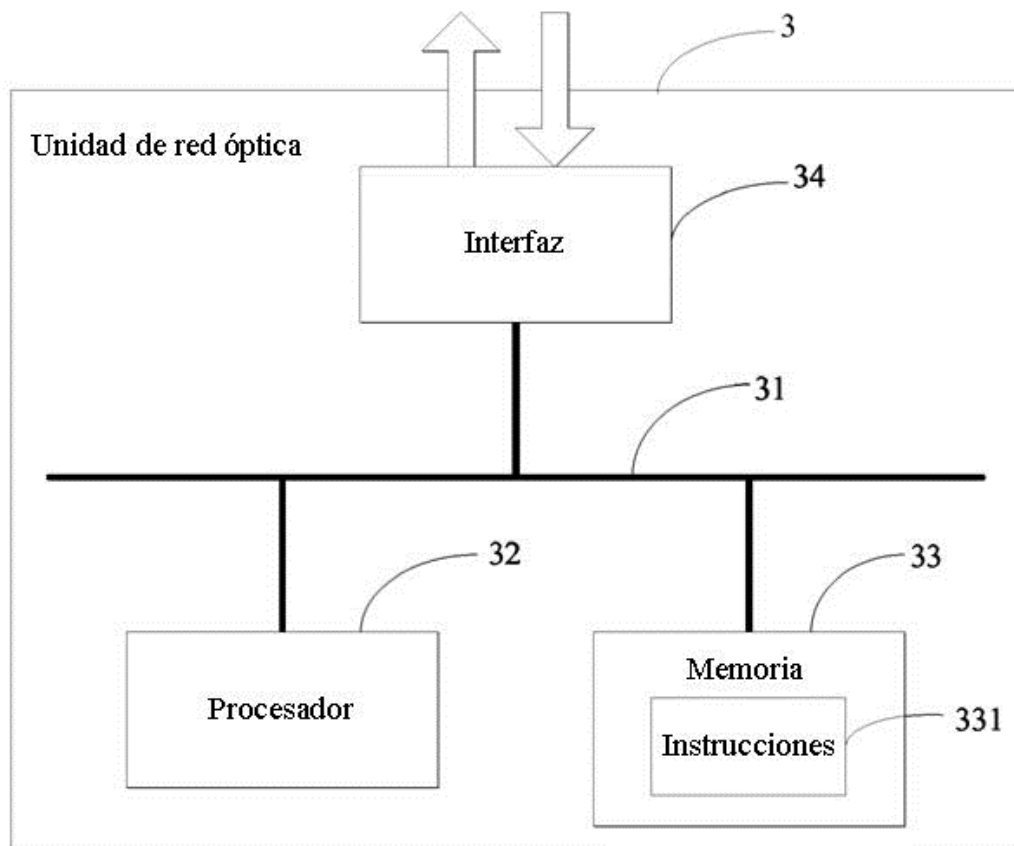 3
Unidad de red óptica
34
Interfaz
31
32
33
Memoria
Procesador
Instrucciones
331